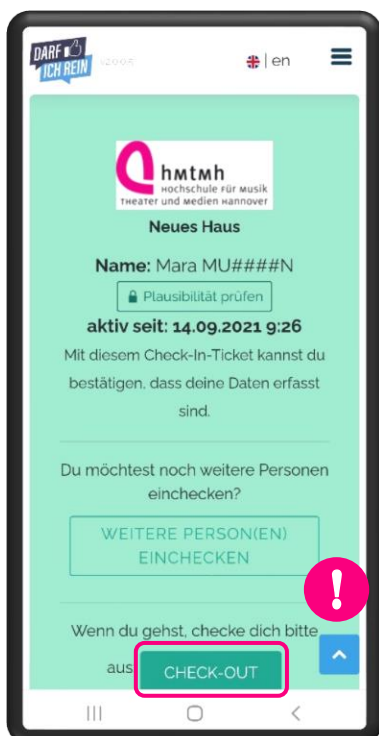 DARF
ICH REIN
en
hmtmh
Hochschule für Musik
Theater und Medien Hannover
Neues Haus
Name: Mara MU####N
Plausibilität prüfen
aktiv seit: 14.09.2021 9:26
Mit diesem Check-In-Ticket kannst du
bestätigen, dass deine Daten erfasst
sind.
Du möchtest noch weitere Personen
einchecken?
WEITERE PERSON(EN)
EINCHECKEN
!
Wenn du gehst, checke dich bitte
aus CHECK-OUT